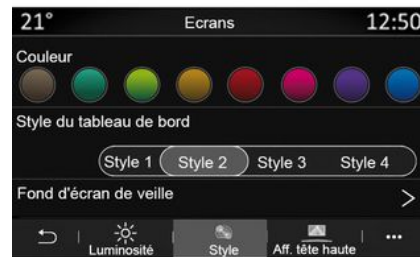 21° Ecrans 12:50
Couleur
Style du tableau de bord
Style 1 Style 2 Style 3 Style 4
Fond d'écran de veille >
Luminosité Style Aff. tête haute ...